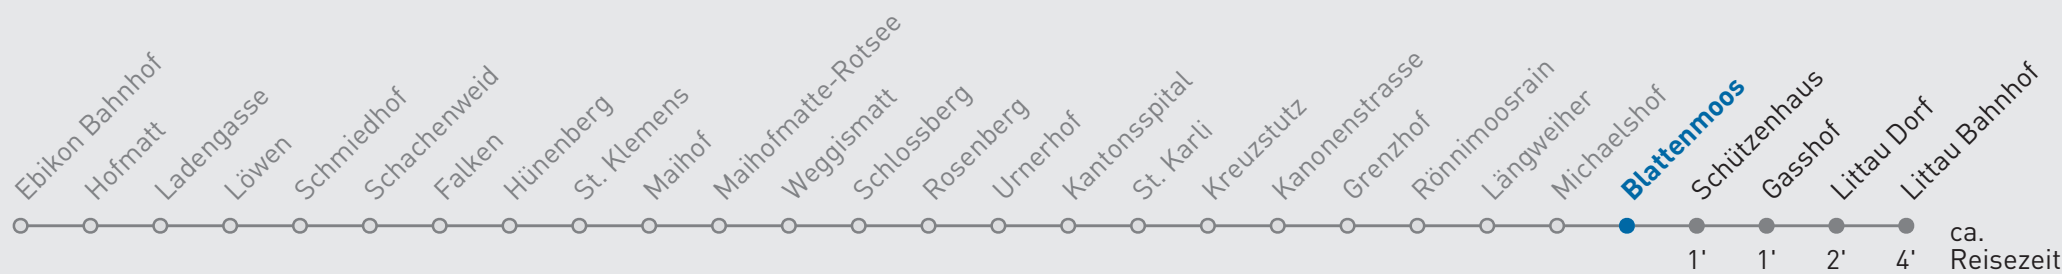 Ebikon Bahnhof
Hofmatt
Ladengasse
Löwen
Schmiedhof
Schachenweid
Falken
Hünenberg
St. Klemens
Maihof
Maihofmatte-Rotsee
Weggismatt
Schlossberg
Rosenberg
Urnerhof
Kantonsspital
St. Karli
Kreuzstutz
Kanonenstrasse
Grenzhof
Rönnimoosrain
Längweiher
Michaelshof
Blattenmoos
Schützenhaus
Gasshof
Littau Dorf
Littau Bahnhof
1' 1' 2' 4'
ca.
Reisezeit